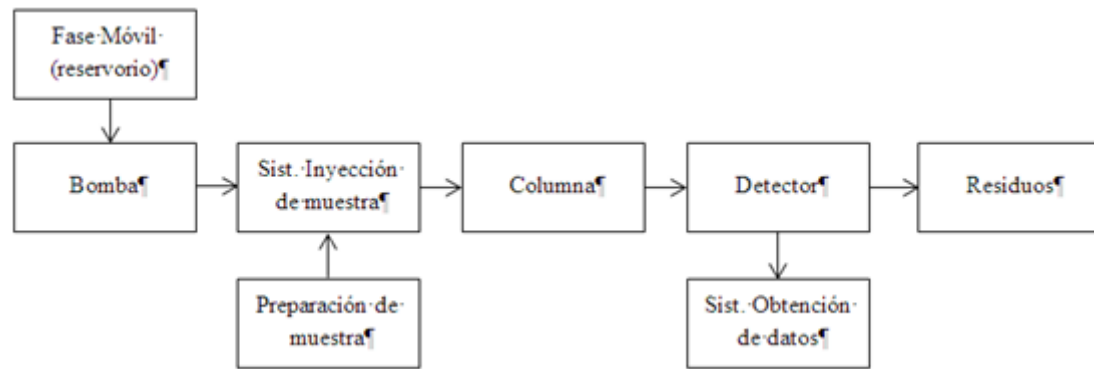 Fase·Móvil·
(reservorio)¶
Bomba¶
Sist.·Inyección·
de·muestra¶
Columna¶
Detector¶
Residuos¶
Preparación·de·
muestra¶
Sist.·Obtención·
de·datos¶